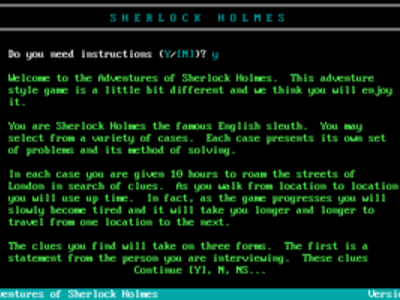 SHERLOCK HOLMES
Do you need instructions (Y/[N])? y
Welcome to the Adventures of Sherlock Holmes.  This adventure
style game is a little bit different and we think you will enjoy
it.
You are Sherlock Holmes the famous English sleuth.  You may
select from a variety of cases.  Each case presents its own set
of problems and its method of solving.
In each case you are given 10 hours to roam the streets of
London in search of clues.  As you walk from location to location
you will use up time.  In fact, as the game progresses you will
slowly become tired and it will take you longer and longer to
travel from one location to the next.
The clues you find will take on three forms.  The first is a
statement from the person you are interviewing.  These clues
Continue [Y], N, NS...
ventures of Sherlock Holmes
Versio